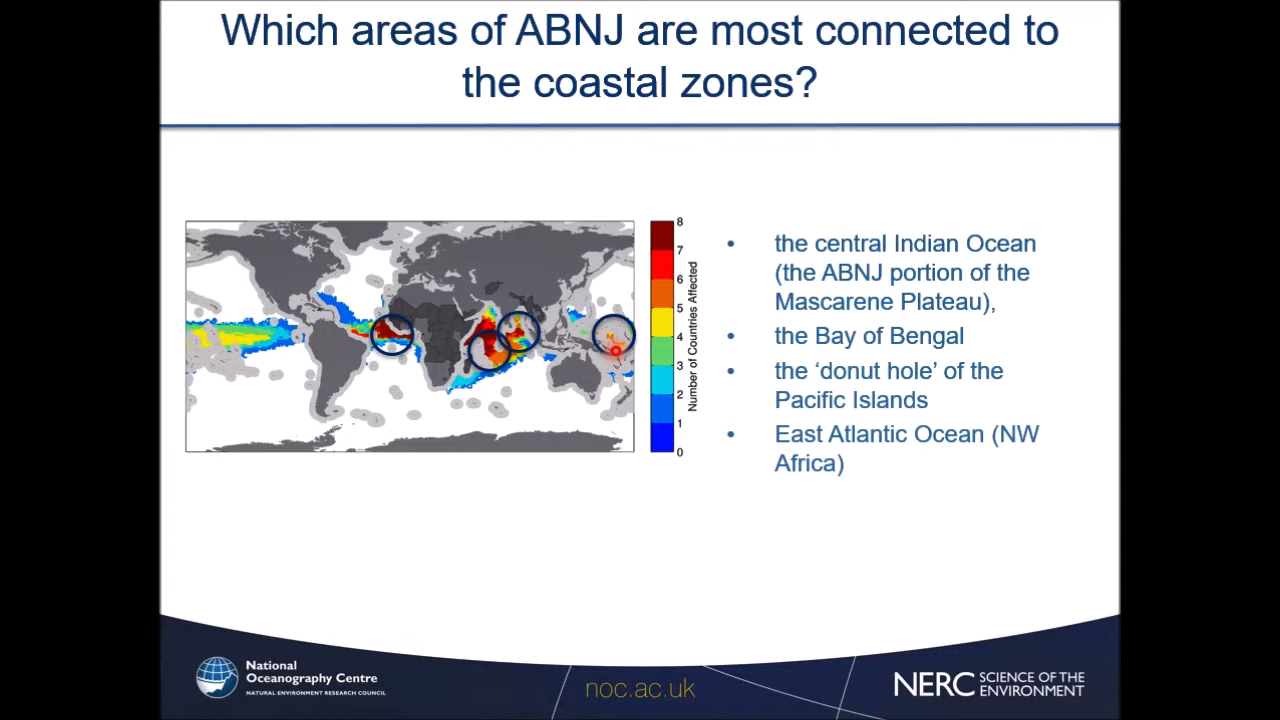 Which areas of ABNJ are most connected to
the coastal zones?
8
7
6
5
4
3
2
1
0
Number of Countries Affected
• the central Indian Ocean
(the ABNJ portion of the
Mascarene Plateau),
• the Bay of Bengal
• the ‘donut hole’ of the
Pacific Islands
• East Atlantic Ocean (NW
Africa)
National
Oceanography Centre
NATURAL ENVIRONMENT RESEARCH COUNCIL
noc.ac.uk
NERC SCIENCE OF THE
ENVIRONMENT